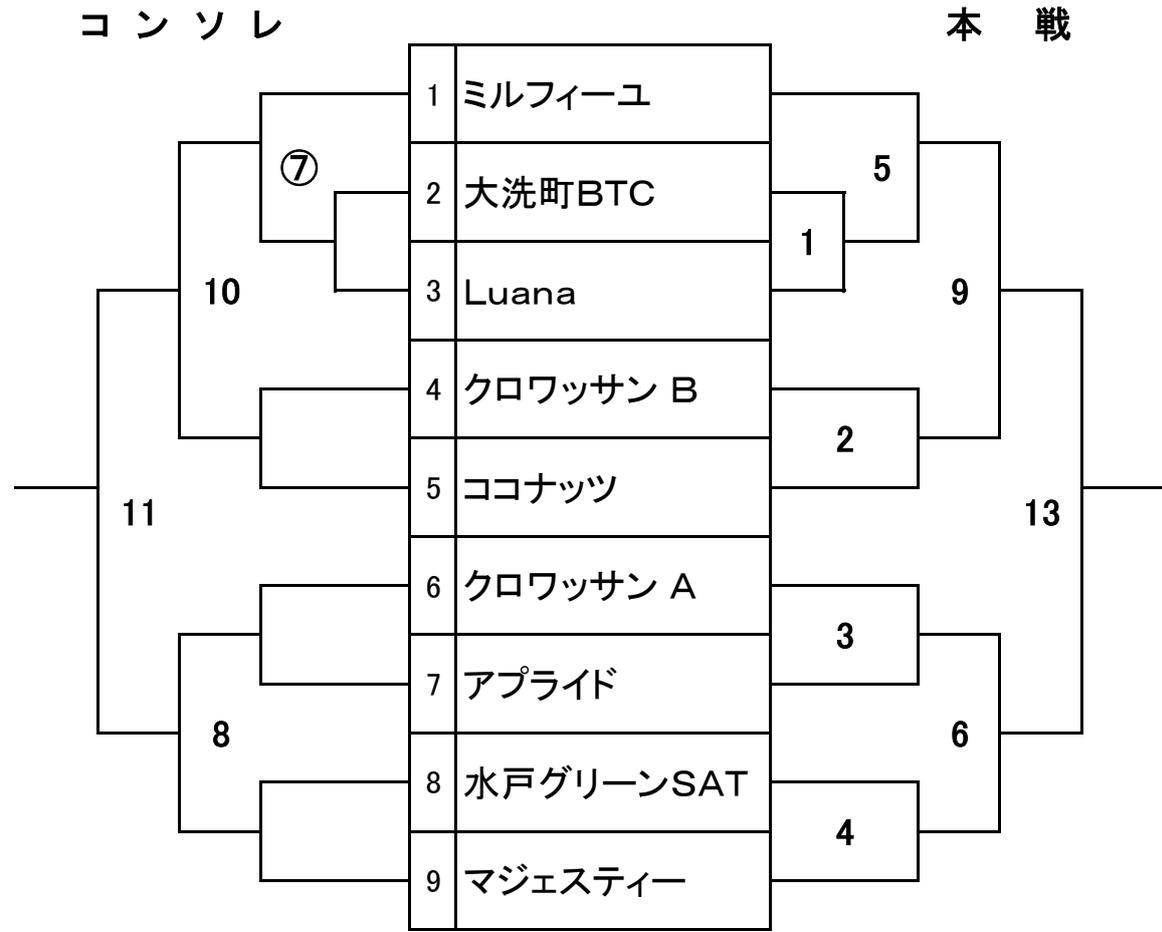 コンソレ 本戦
1 ミルフィーユ
⑦ 5
2 大洗町BTC
1
10 3 Luana 9
4 クロワッサン B
2
5 ココナッツ
11 13
6 クロワッサン A
3
7 アプライド
8 6
8 水戸グリーンSAT
4
9 マジェスティー